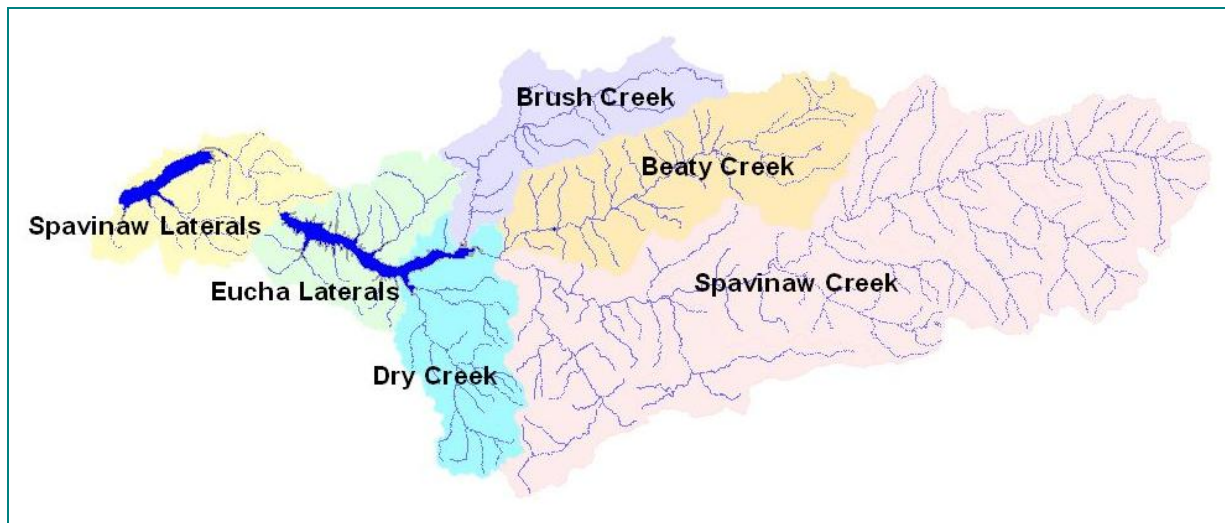 Brush Creek
Beaty Creek
Spavinaw Laterals
Spavinaw Creek
Eucha Laterals
Dry Creek